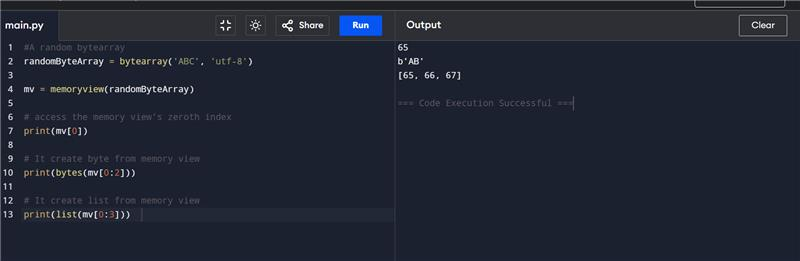 main.py
Share
Run
Output
Clear
1 #A random bytearray
2 randomByteArray = bytearray('ABC', 'utf-8')
3
4 mv = memoryview(randomByteArray)
5
6 # access the memory view's zeroth index
7 print(mv[0])
8
9 # It create byte from memory view
10 print(bytes(mv[0:2]))
11
12 # It create list from memory view
13 print(list(mv[0:3]))
65
b'AB'
[65, 66, 67]
=== Code Execution Successful ===